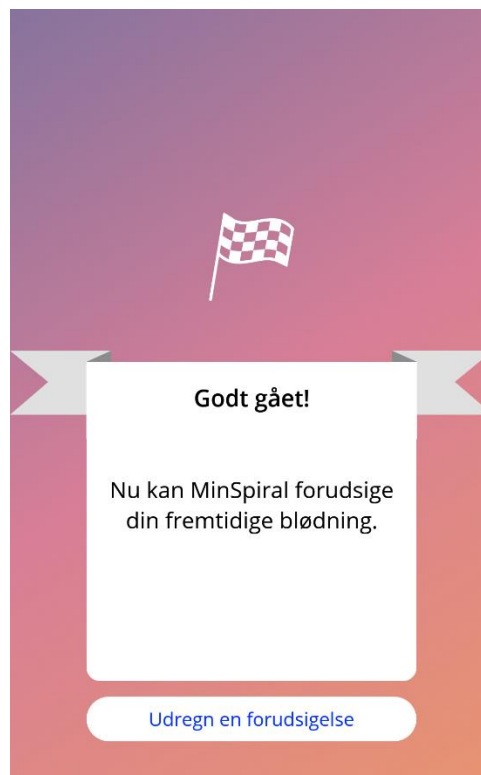 Godt gået!
Nu kan MinSpiral forudsige
din fremtidige blødning.
Udregn en forudsigelse